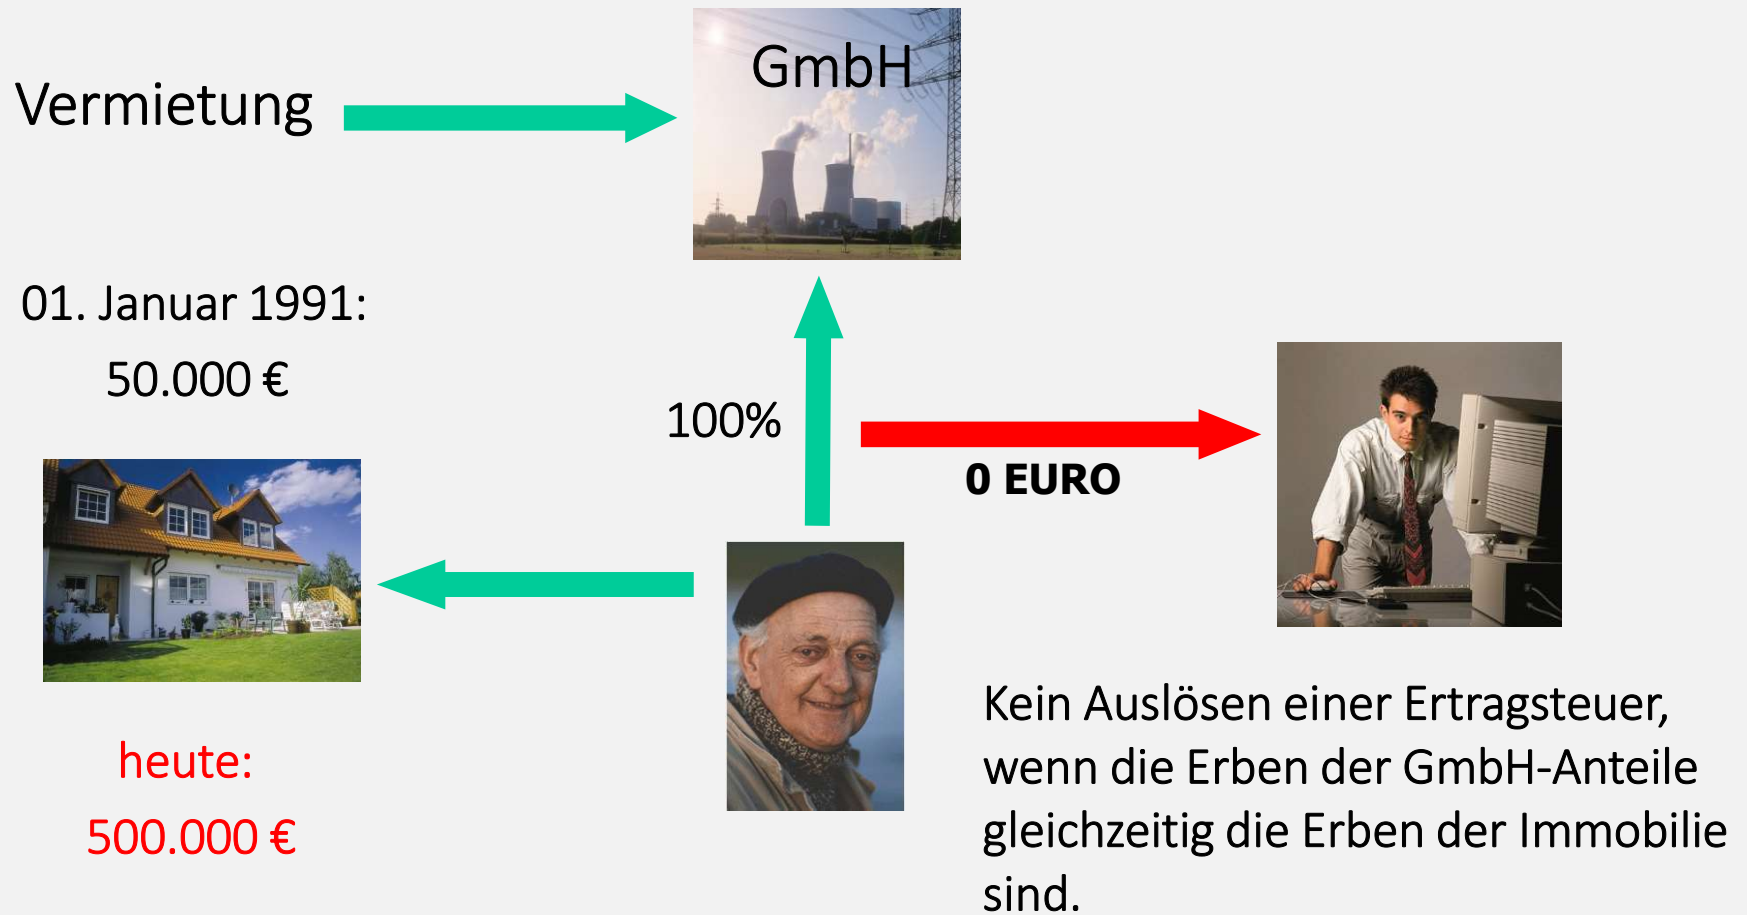 GmbH
Vermietung
01. Januar 1991:
50.000 €
100%
0 EURO
heute:
500.000 €
Kein Auslösen einer Ertragsteuer,
wenn die Erben der GmbH-Anteile
gleichzeitig die Erben der Immobilie
sind.